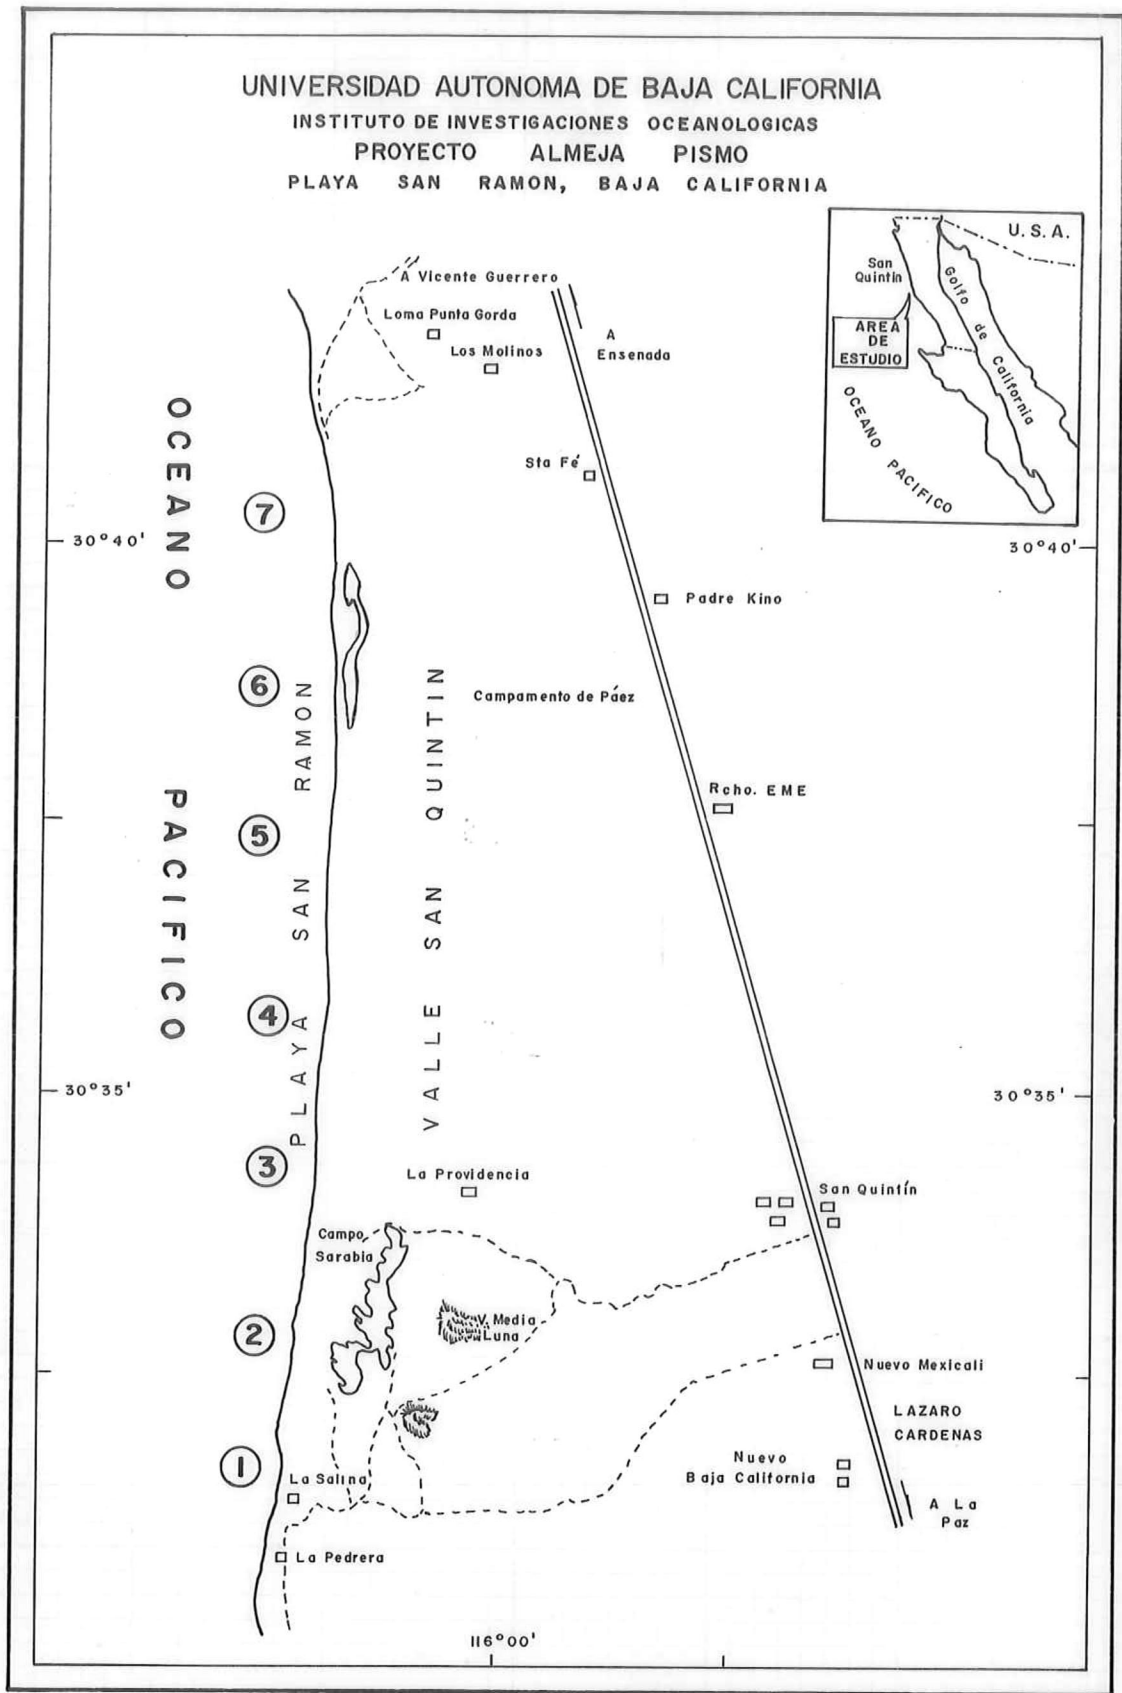 UNIVERSIDAD AUTONOMA DE BAJA CALIFORNIA
INSTITUTO DE INVESTIGACIONES OCEANOLOGICAS
PROYECTO ALMEJA PISMO
PLAYA SAN RAMON, BAJA CALIFORNIA
U.S.A.
San
Quintín
Golfo de California
AREA
DE
ESTUDIO
OCEANO PACIFICO
A Vicente Guerrero
Loma Punta Gorda
Los Molinos
A
Ensenada
Sta Fé
OCEANO PACIFICO
7
30°40'
30°40'
Padre Kino
6
Campamento de Páez
PLAYA SAN RAMON
VALLE SAN QUINTIN
Rcho. EME
5
4
30°35'
30°35'
3
La Providencia
San Quintín
Campo
Sarabia
2
V. Media
Luna
Nuevo Mexicali
LAZARO
CARDENAS
1
La Salina
Nuevo
Baja California
A La
Paz
La Pedrera
116°00'